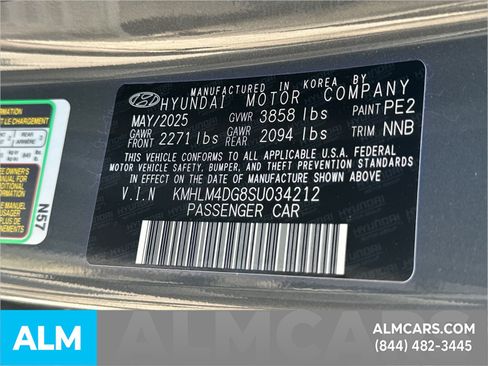 MANUFACTURED IN KOREA BY
HYUNDAI MOTOR COMPANY
MAY/2025 GVWR 3858 lbs PAINT PE2
GAWR FRONT 2271 lbs GAWR REAR 2094 lbs TRIM NNB
THIS VEHICLE CONFORMS TO ALL APPLICABLE U.S.A. FEDERAL
MOTOR VEHICLE SAFETY, BUMPER, AND THEFT PREVENTION STANDARDS
IN EFFECT ON THE DATE OF MANUFACTURE SHOWN ABOVE
V.I.N KMHLM4DG8SU034212
PASSENGER CAR
N57
ALM
ALMCARS
ALMCARS.COM
(844) 482-3445